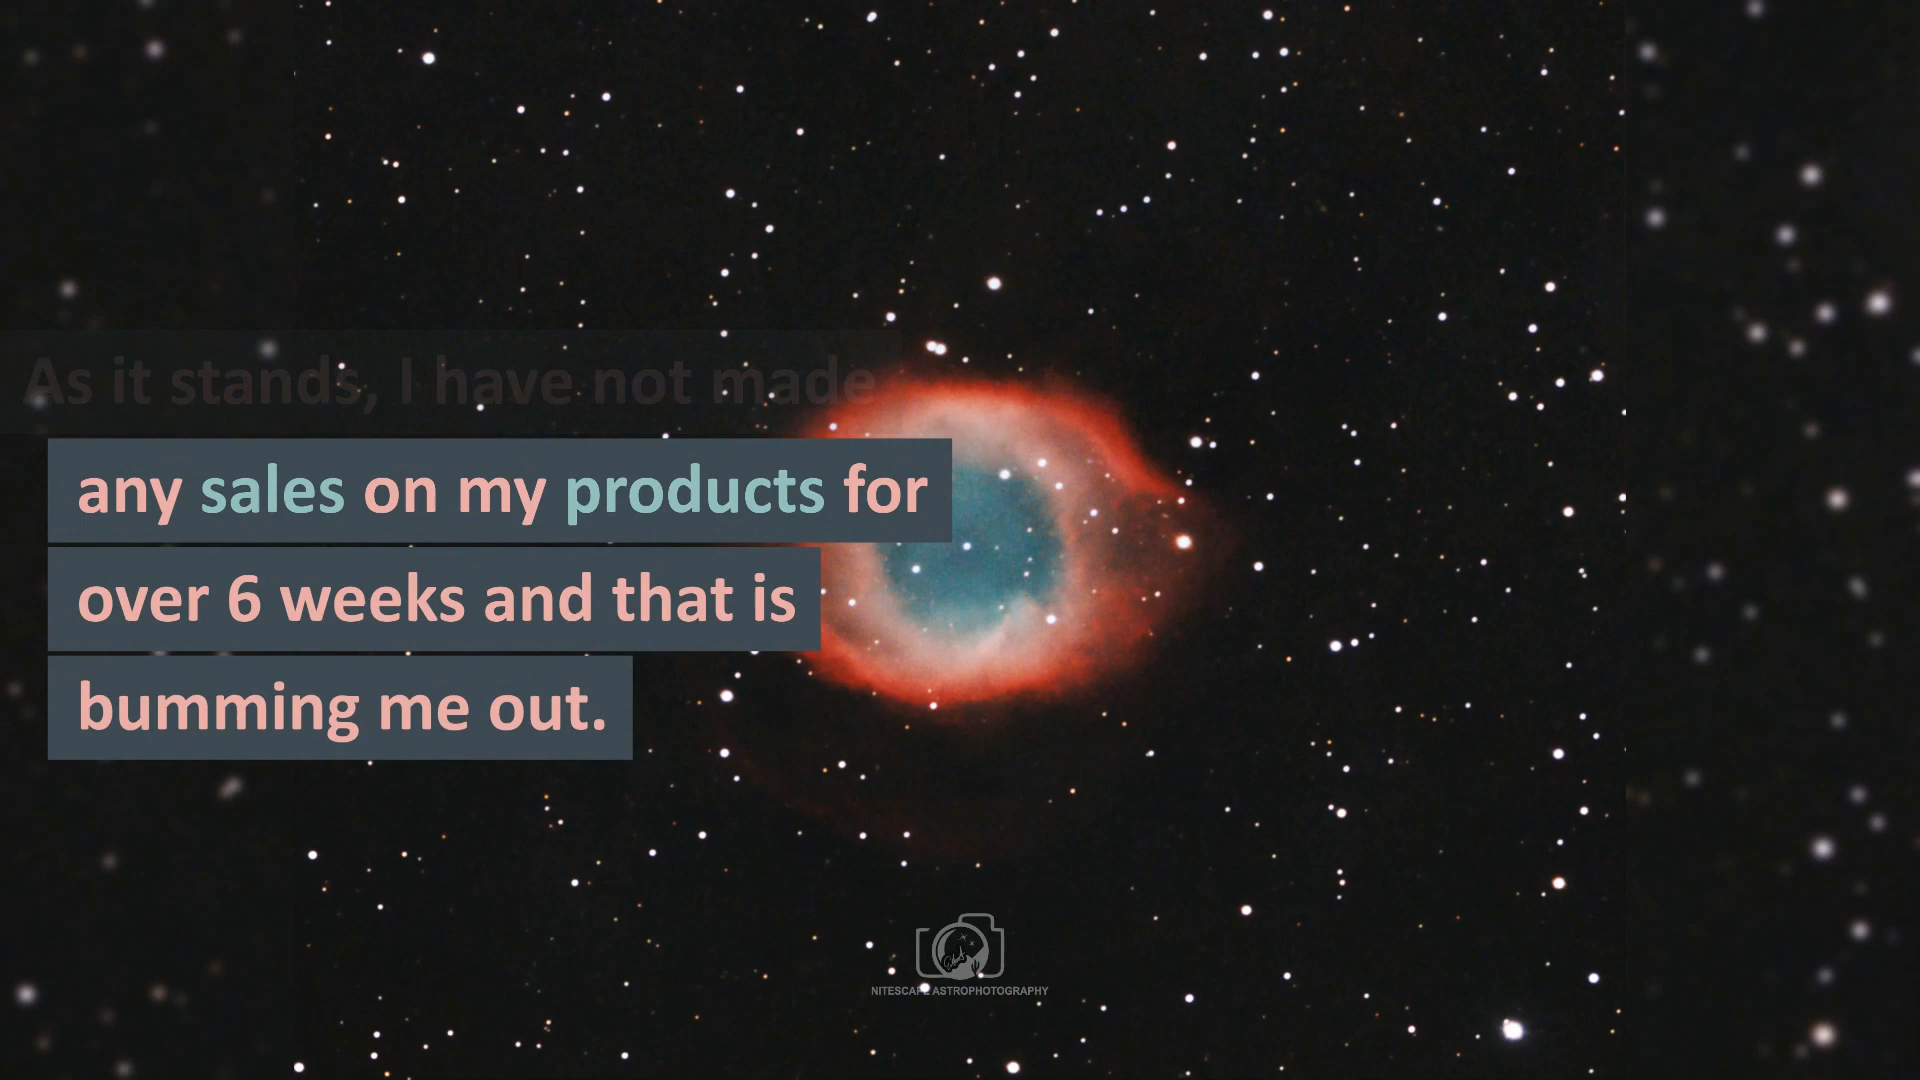 As it stands, I have not made
any sales on my products for
over 6 weeks and that is
bumming me out.
NITESCAPE ASTROPHOTOGRAPHY